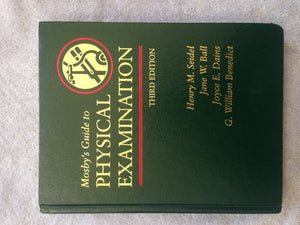 Mosby's Guide to
PHYSICAL
EXAMINATION
THIRD EDITION
Henry M. Seidel
Jane W. Ball
Joyce E. Dains
G. William Benedict